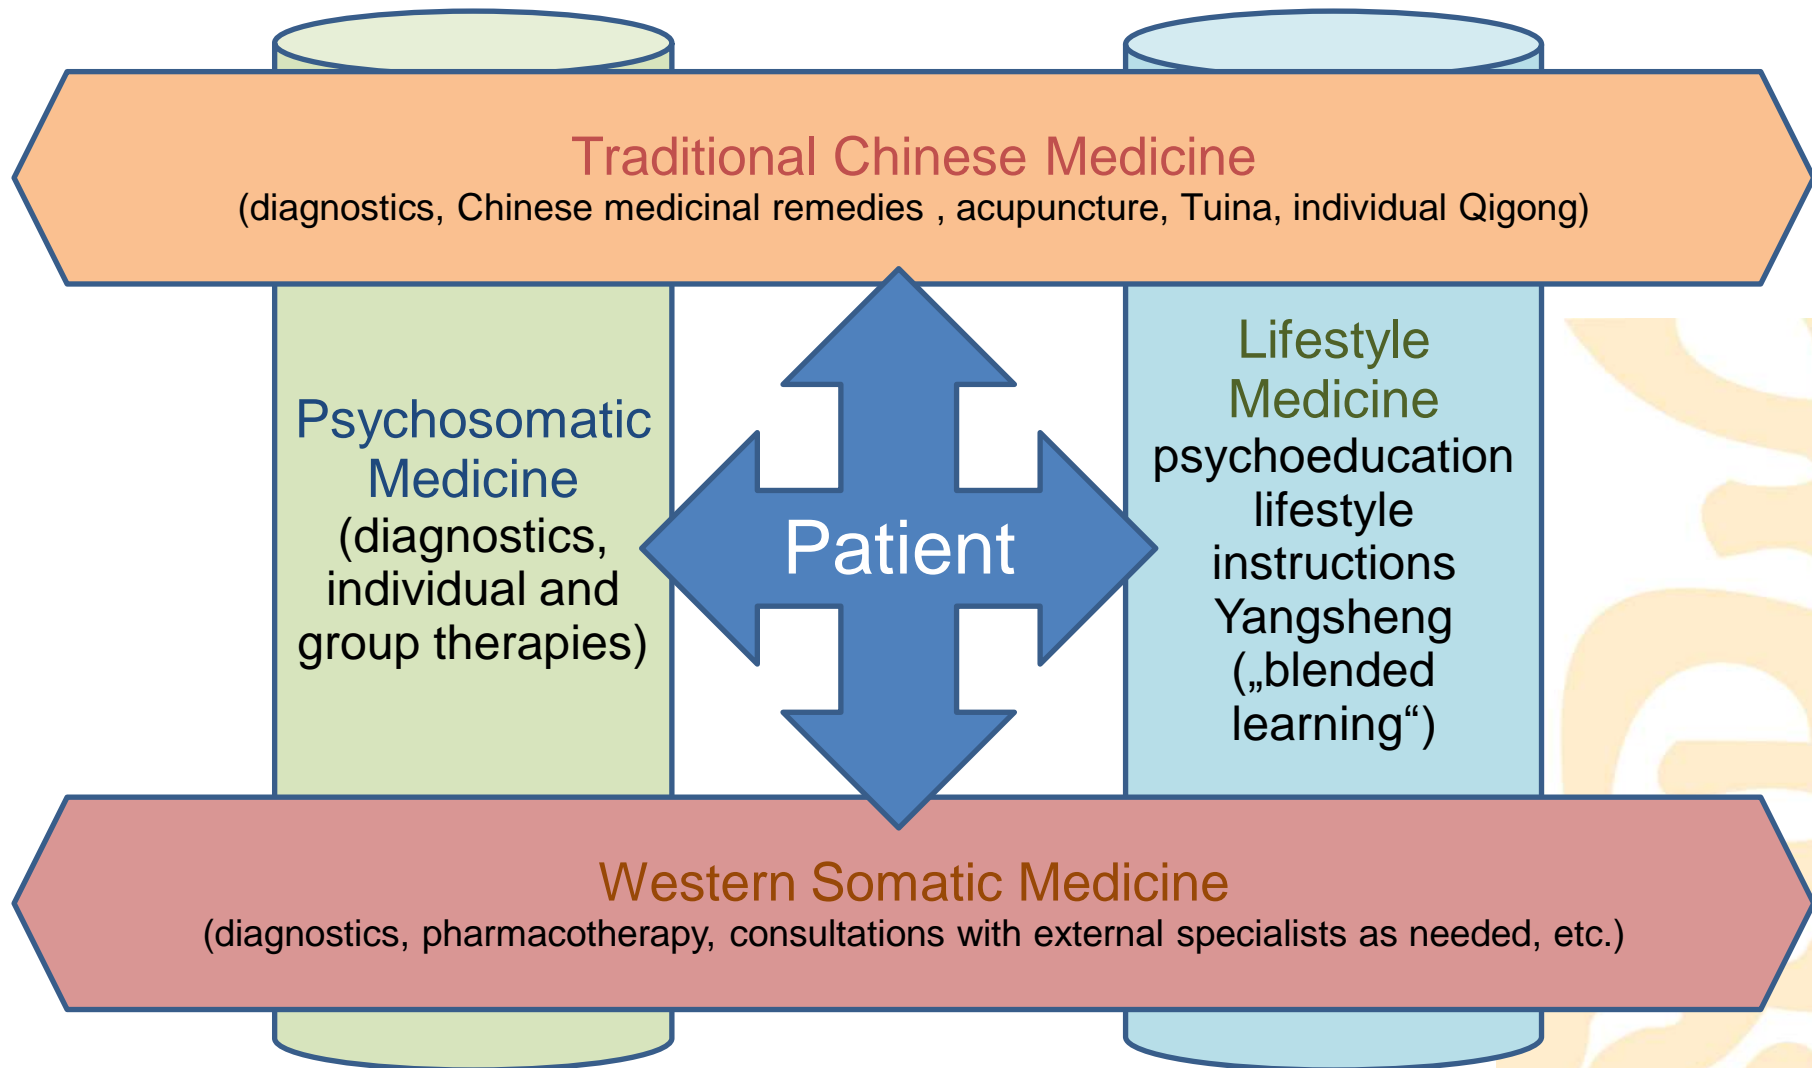 Traditional Chinese Medicine
(diagnostics, Chinese medicinal remedies , acupuncture, Tuina, individual Qigong)
Psychosomatic
Medicine
(diagnostics,
individual and
group therapies)
Patient
Lifestyle
Medicine
psychoeducation
lifestyle
instructions
Yangsheng
(„blended
learning“)
Western Somatic Medicine
(diagnostics, pharmacotherapy, consultations with external specialists as needed, etc.)